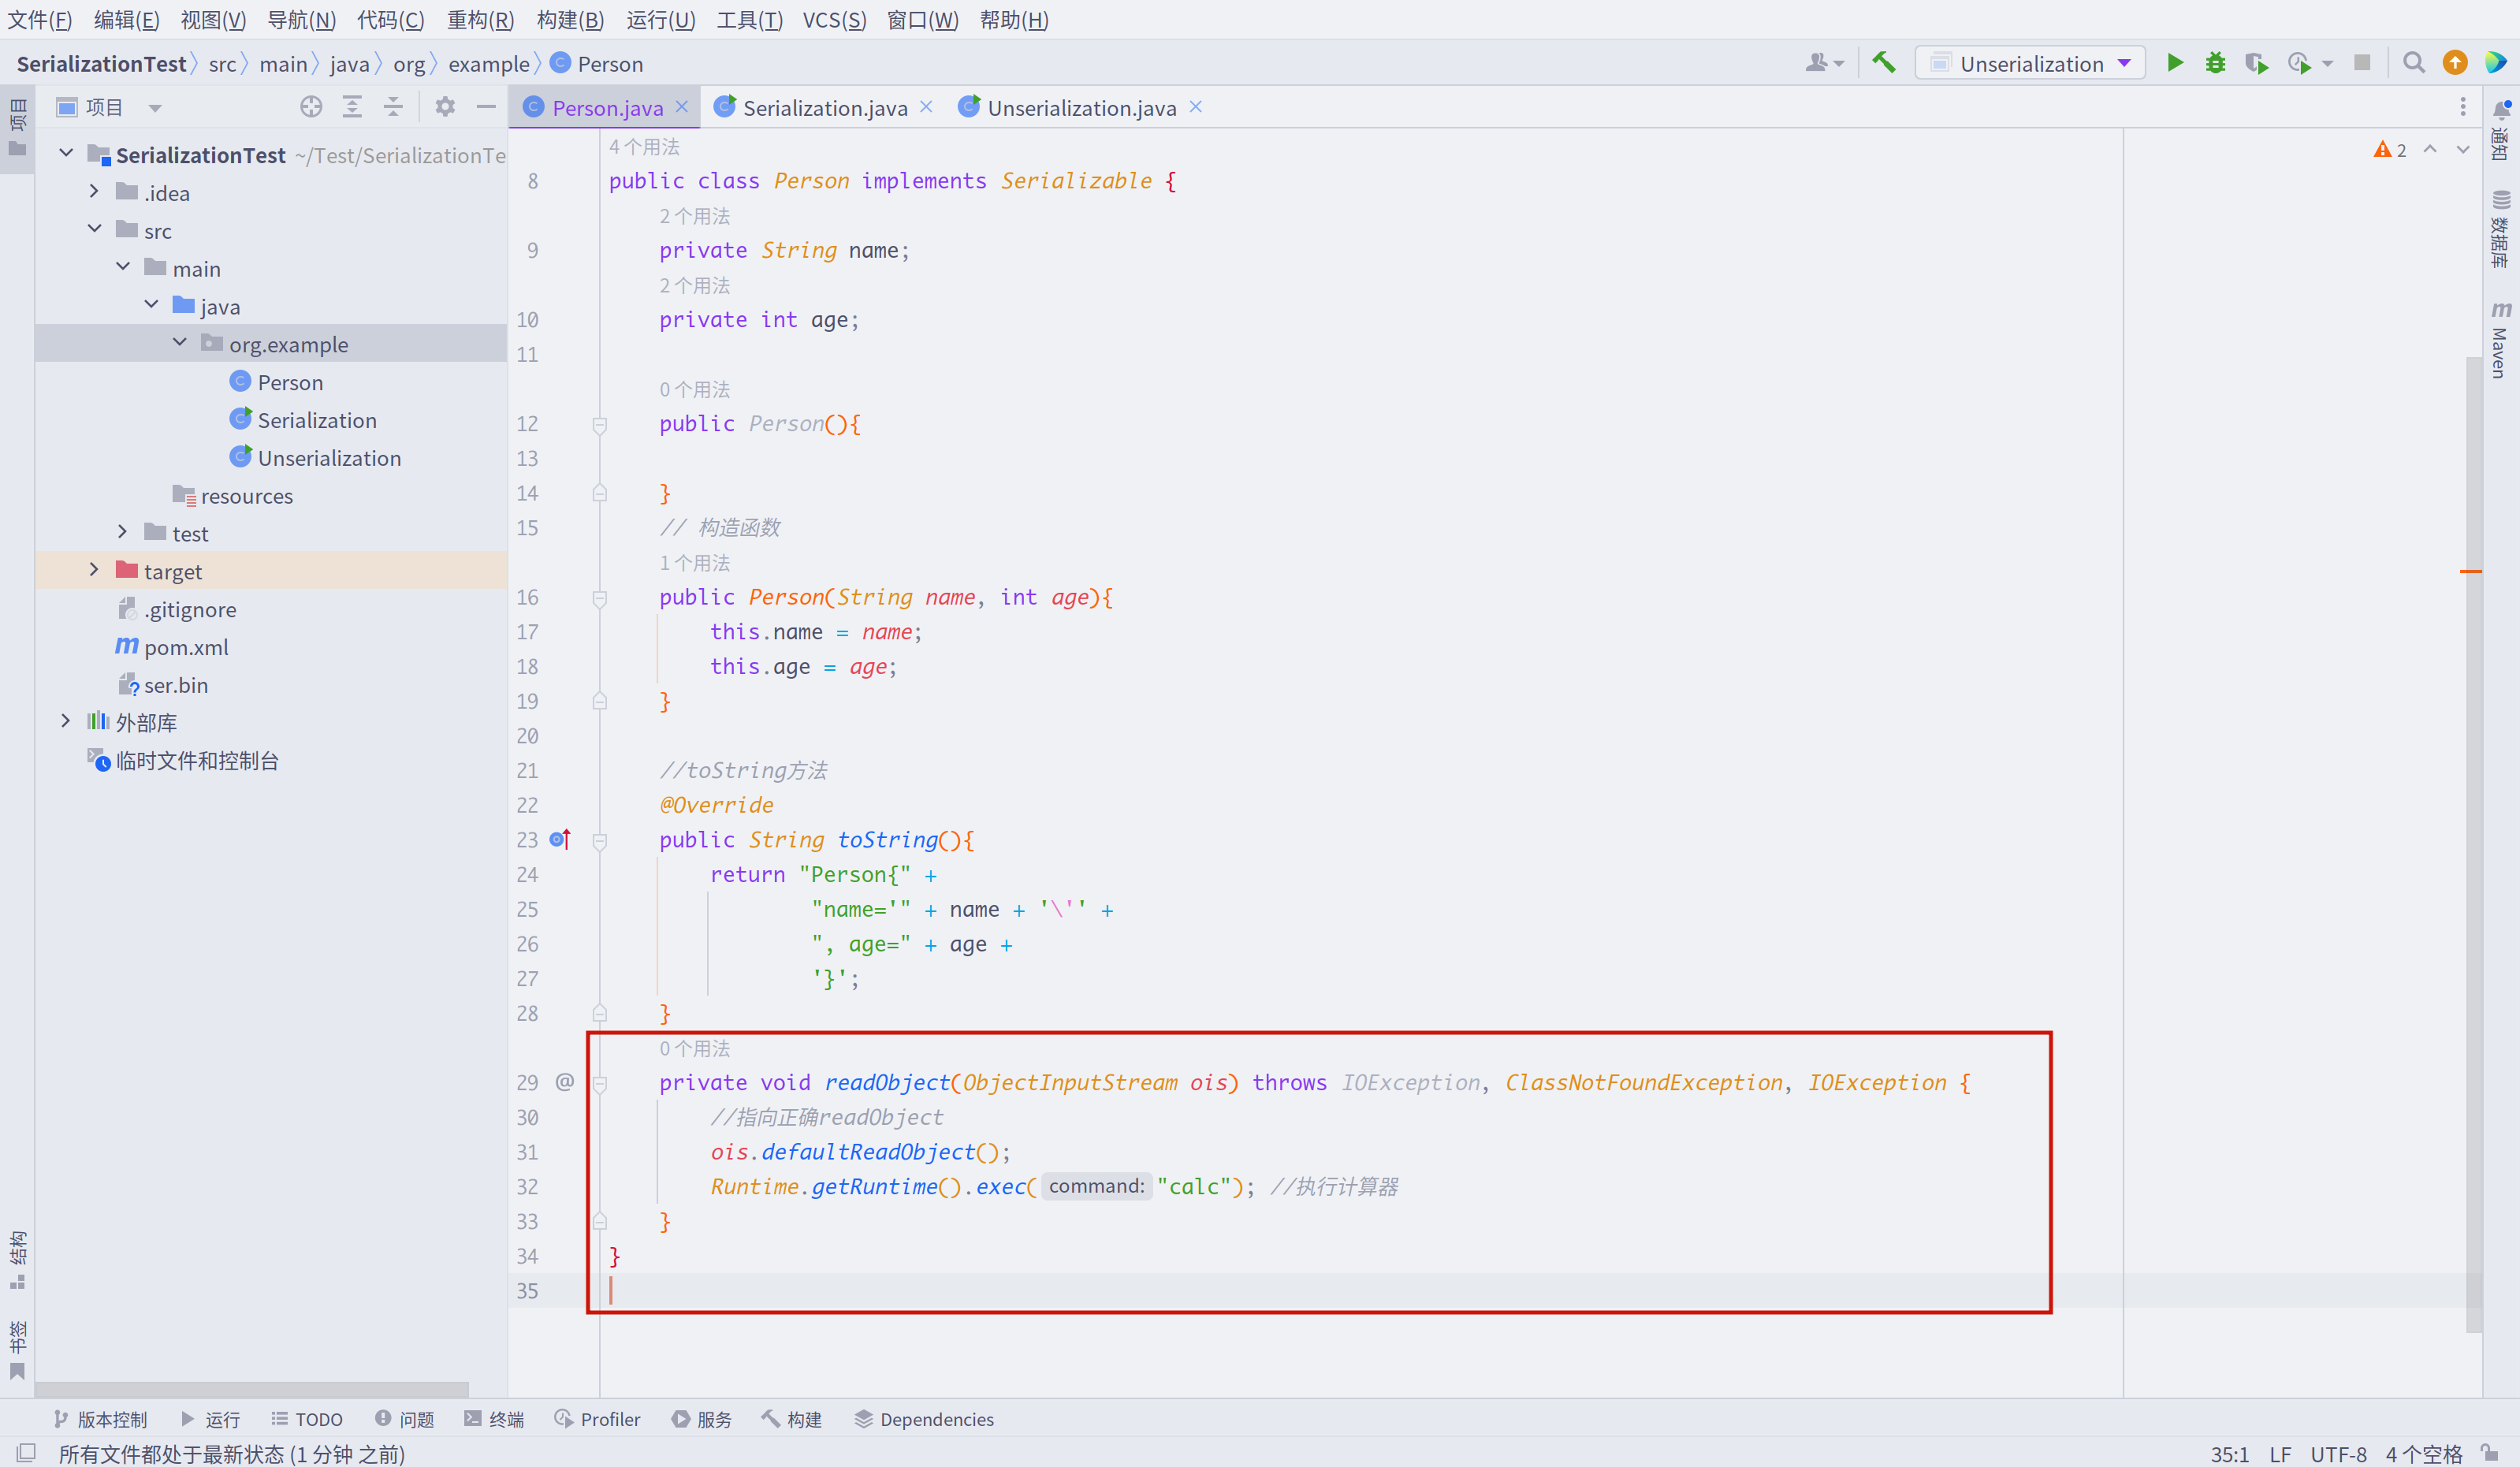 文件(F) 编辑(E) 视图(V) 导航(N) 代码(C) 重构(R) 构建(B) 运行(U) 工具(T) VCS(S) 窗口(W) 帮助(H)
SerializationTest src main java org example Person
Unserialization
项目
项目
Person.java Serialization.java Unserialization.java
SerializationTest ~/Test/SerializationTe
.idea
src
main
java
org.example
Person
Serialization
Unserialization
resources
test
target
.gitignore
pom.xml
ser.bin
外部库
临时文件和控制台
结构
书签
4 个用法
8 public class Person implements Serializable {
2 个用法
9 private String name;
2 个用法
10 private int age;
11
0 个用法
12 public Person(){
13
14 }
15 // 构造函数
1 个用法
16 public Person(String name, int age){
17 this.name = name;
18 this.age = age;
19 }
20
21 //toString方法
22 @Override
23 public String toString(){
24 return "Person{" +
25 "name='" + name + '\'' +
26 ", age=" + age +
27 '}';
28 }
0 个用法
29 @ private void readObject(ObjectInputStream ois) throws IOException, ClassNotFoundException, IOException {
30 //指向正确readObject
31 ois.defaultReadObject();
32 Runtime.getRuntime().exec( command: "calc"); //执行计算器
33 }
34 }
35
2
通知
数据库
m Maven
版本控制 运行 TODO 问题 终端 Profiler 服务 构建 Dependencies
所有文件都处于最新状态 (1 分钟 之前) 35:1 LF UTF-8 4 个空格